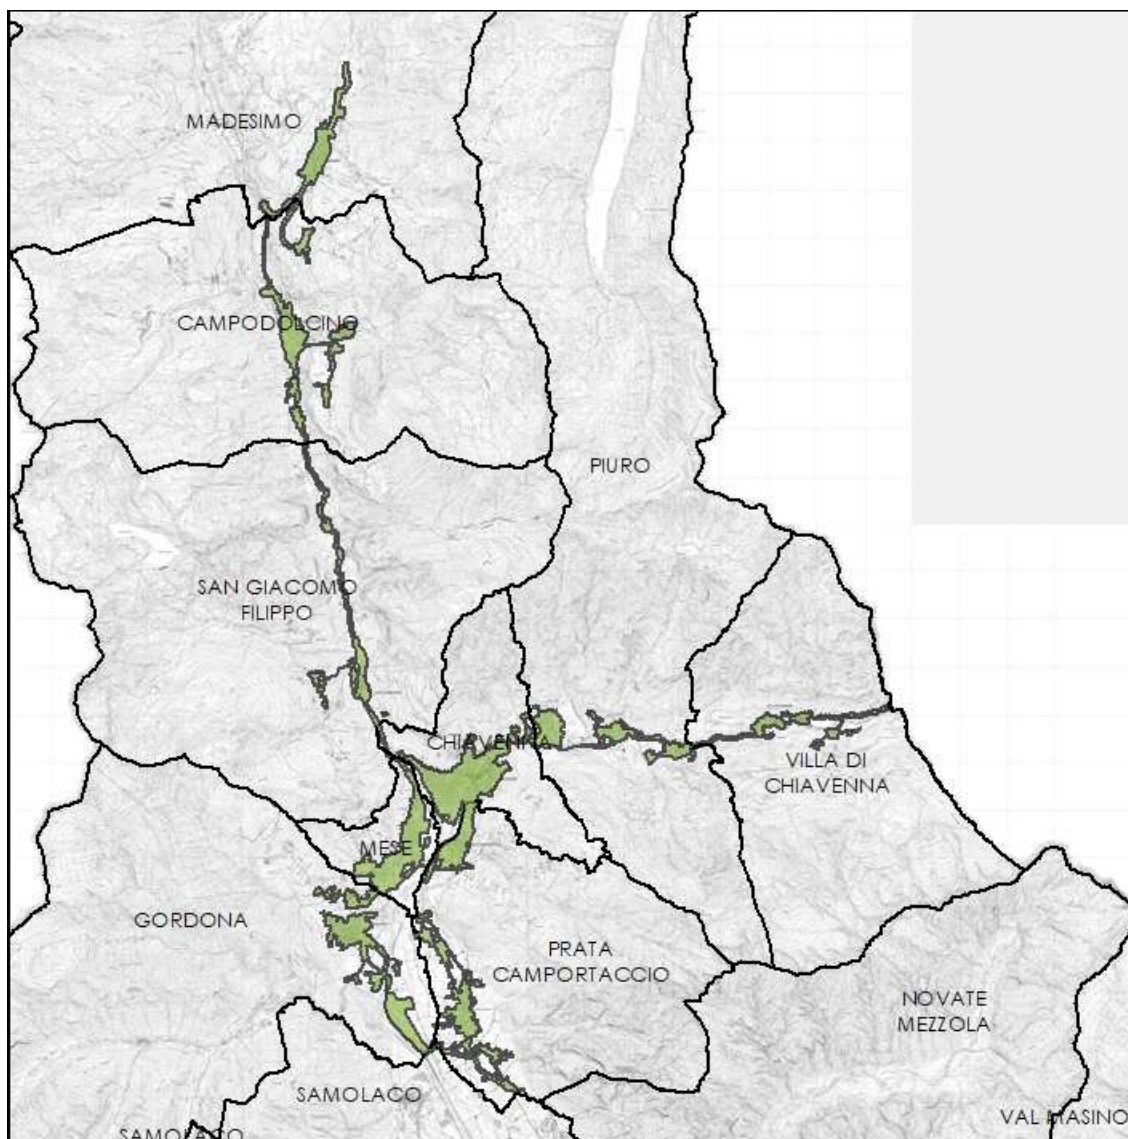 MADESIMO
CAMPODOLCINO
PIURO
SAN GIACOMO
FILIPPO
CHIAVENNA
VILLA DI
CHIAVENNA
MESE
GORDONA
PRATA
CAMPORTACCIO
NOVATE
MEZZOLA
SAMOLACO
VAL MASINO
SAMOLACO